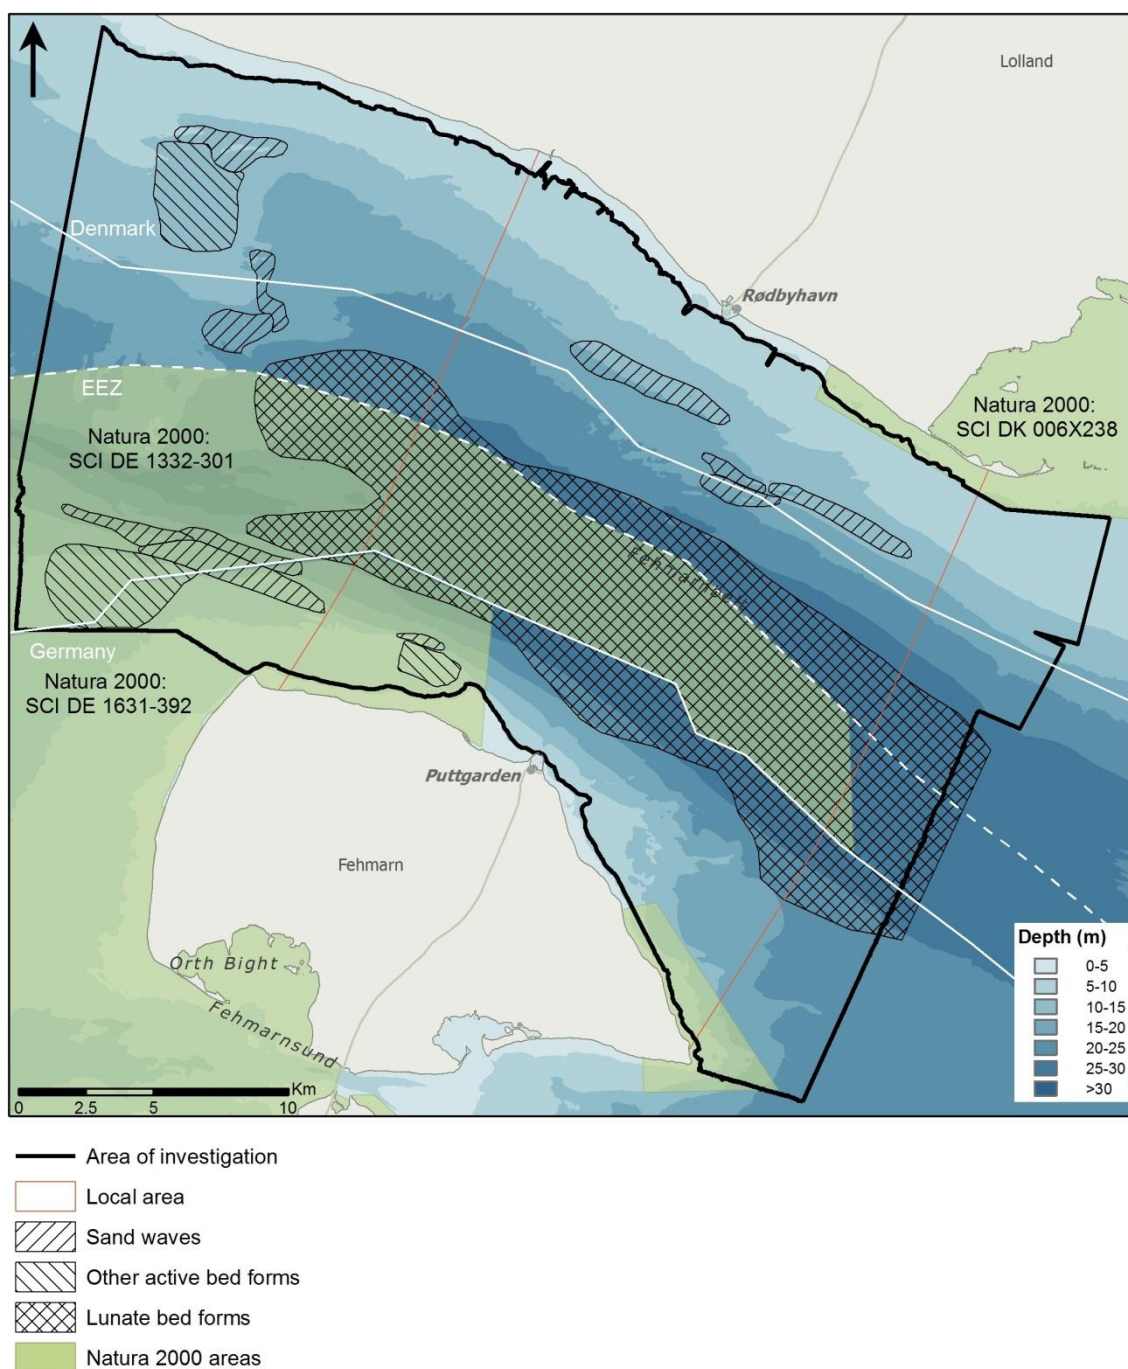 Lolland
Denmark
Rødbyhavn
EEZ
Natura 2000:
SCI DE 1332-301
Natura 2000:
SCI DK 006X238
Fehmarnbelt
Germany
Natura 2000:
SCI DE 1631-392
Puttgarden
Fehmarn
Orth Bight
Fehmarnsund
Depth (m)
0-5
5-10
10-15
15-20
20-25
25-30
>30
Km
0 2.5 5 10
Area of investigation
Local area
Sand waves
Other active bed forms
Lunate bed forms
Natura 2000 areas